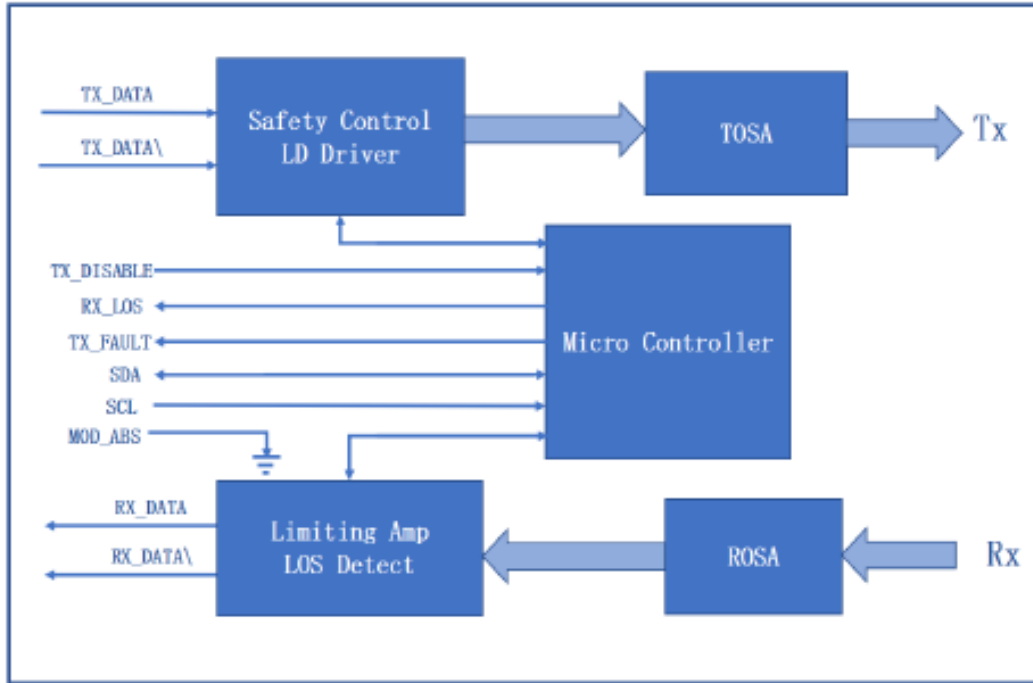 TX_DATA
TX_DATA\
Safety Control
LD Driver
TOSA
Tx
TX_DISABLE
RX_LOS
TX_FAULT
SDA
SCL
MOD_ABS
Micro Controller
RX_DATA
RX_DATA\
Limiting Amp
LOS Detect
ROSA
Rx